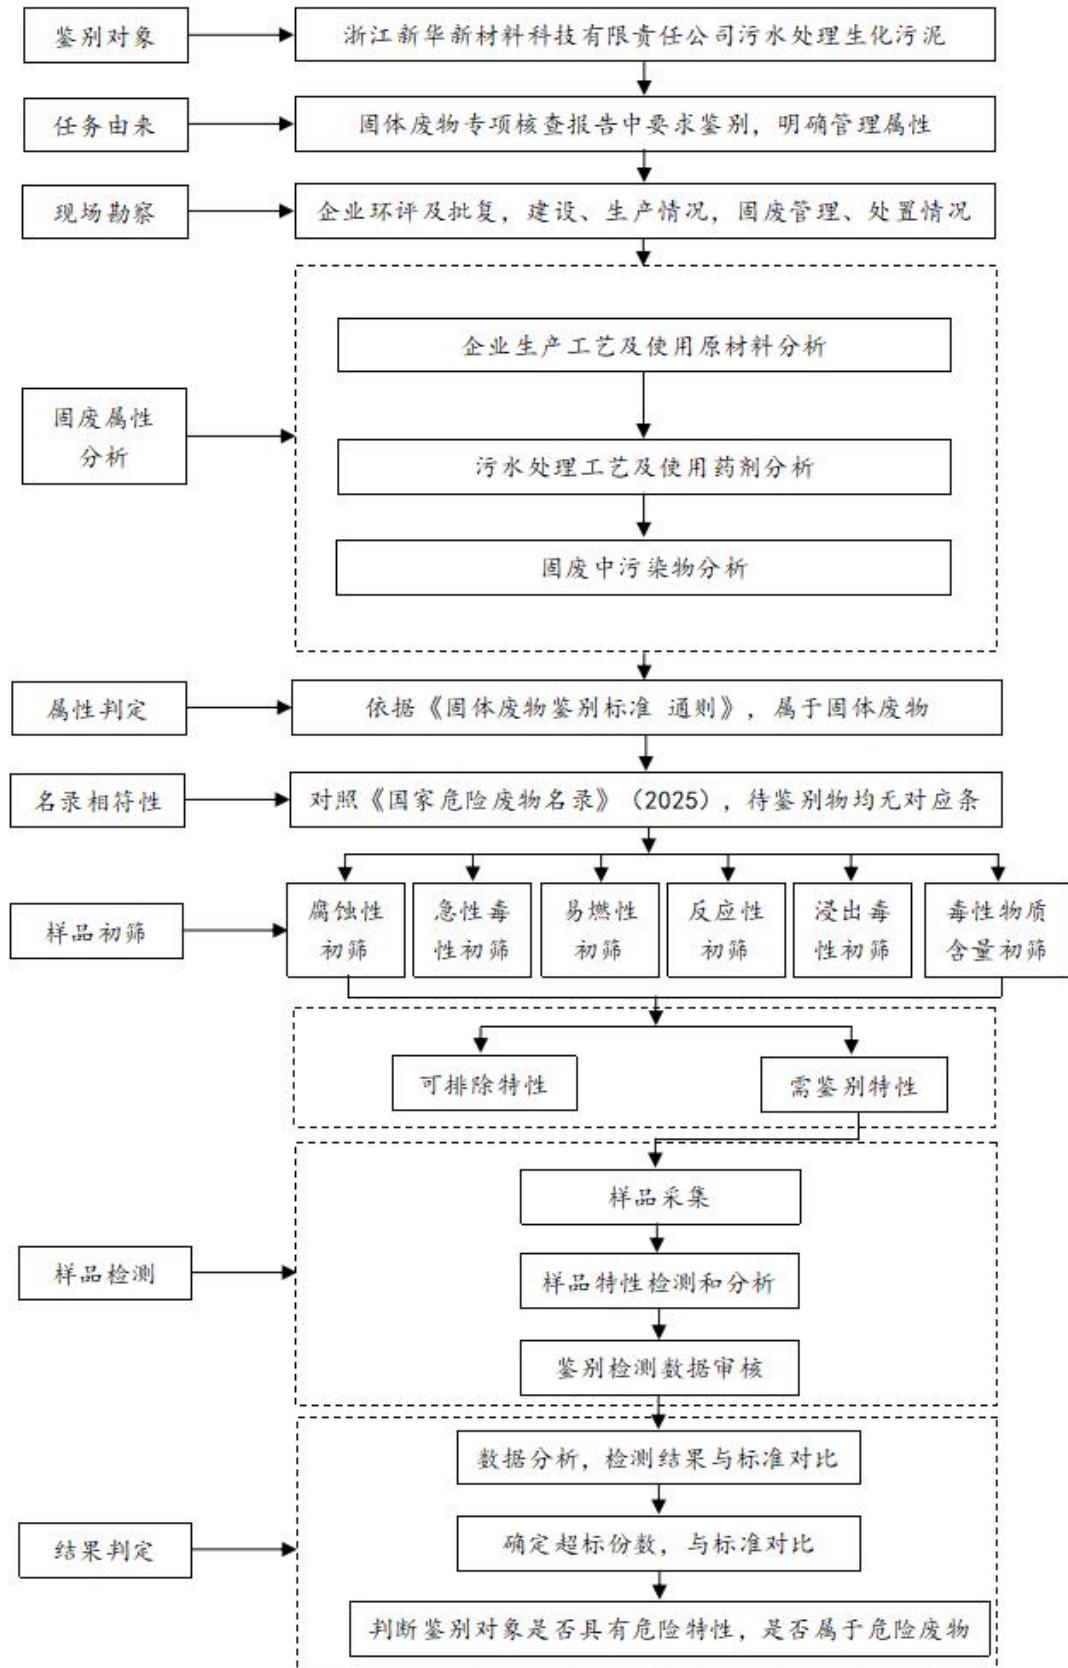 鉴别对象
浙江新华新材料科技有限责任公司污水处理生化污泥
任务由来
固体废物专项核查报告中要求鉴别，明确管理属性
现场勘察
企业环评及批复，建设、生产情况，固废管理、处置情况
企业生产工艺及使用原材料分析
固废属性
分析
污水处理工艺及使用药剂分析
固废中污染物分析
属性判定
依据《固体废物鉴别标准 通则》，属于固体废物
名录相符性
对照《国家危险废物名录》（2025），待鉴别物均无对应条
样品初筛
腐蚀性
初筛
急性毒
性初筛
易燃性
初筛
反应性
初筛
浸出毒
性初筛
毒性物质
含量初筛
可排除特性
需鉴别特性
样品检测
样品采集
样品特性检测和分析
鉴别检测数据审核
结果判定
数据分析，检测结果与标准对比
确定超标份数，与标准对比
判断鉴别对象是否具有危险特性，是否属于危险废物